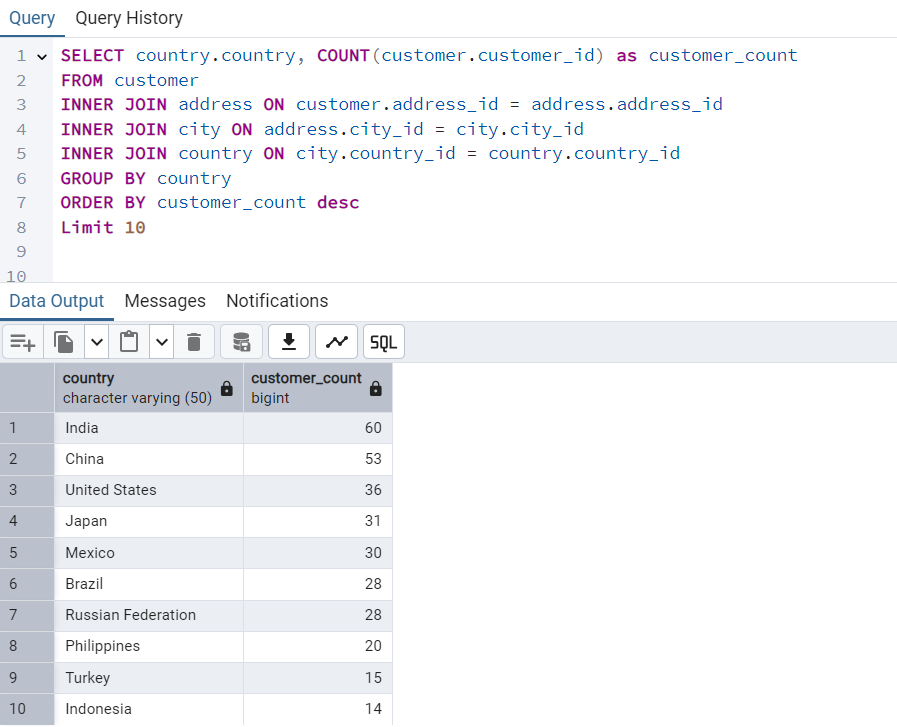 Query Query History
1 SELECT country.country, COUNT(customer.customer_id) as customer_count
2 FROM customer
3 INNER JOIN address ON customer.address_id = address.address_id
4 INNER JOIN city ON address.city_id = city.city_id
5 INNER JOIN country ON city.country_id = country.country_id
6 GROUP BY country
7 ORDER BY customer_count desc
8 Limit 10
9
10
Data Output Messages Notifications
SQL
country customer_count
character varying (50) bigint
1 India 60
2 China 53
3 United States 36
4 Japan 31
5 Mexico 30
6 Brazil 28
7 Russian Federation 28
8 Philippines 20
9 Turkey 15
10 Indonesia 14